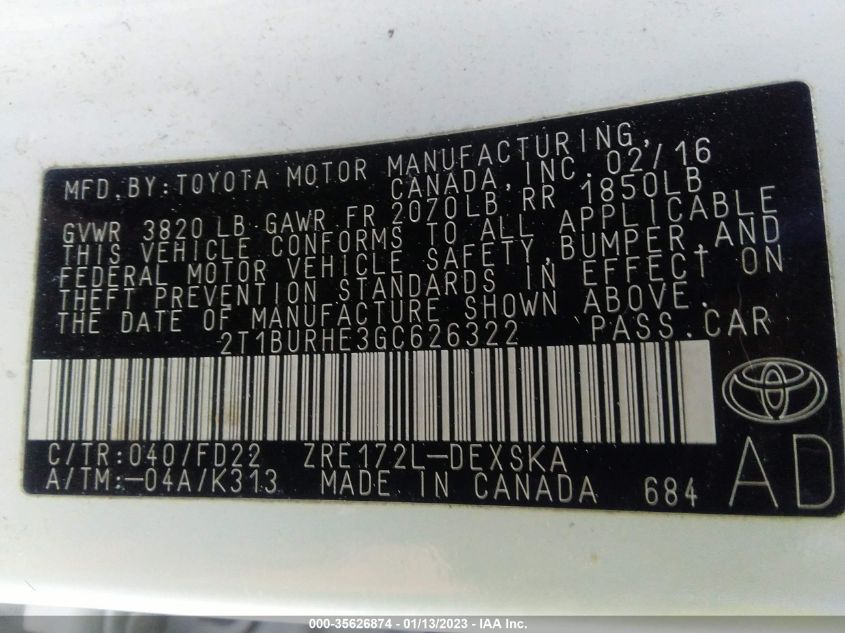 MFD. BY: TOYOTA MOTOR MANUFACTURING,
CANADA, INC. 02/16
GVWR 3820 LB GAWR FR 2070LB RR 1850LB
THIS VEHICLE CONFORMS TO ALL APPLICABLE
FEDERAL MOTOR VEHICLE SAFETY, BUMPER, AND
THEFT PREVENTION STANDARDS IN EFFECT ON
THE DATE OF MANUFACTURE SHOWN ABOVE.
2T1BURHE3GC626322 PASS. CAR
C/TR: 040/FD22 ZRE172L-DEXSKA
A/TM: -04A/K313 MADE IN CANADA 684
AD
000-35626874 - 01/13/2023 - IAA Inc.